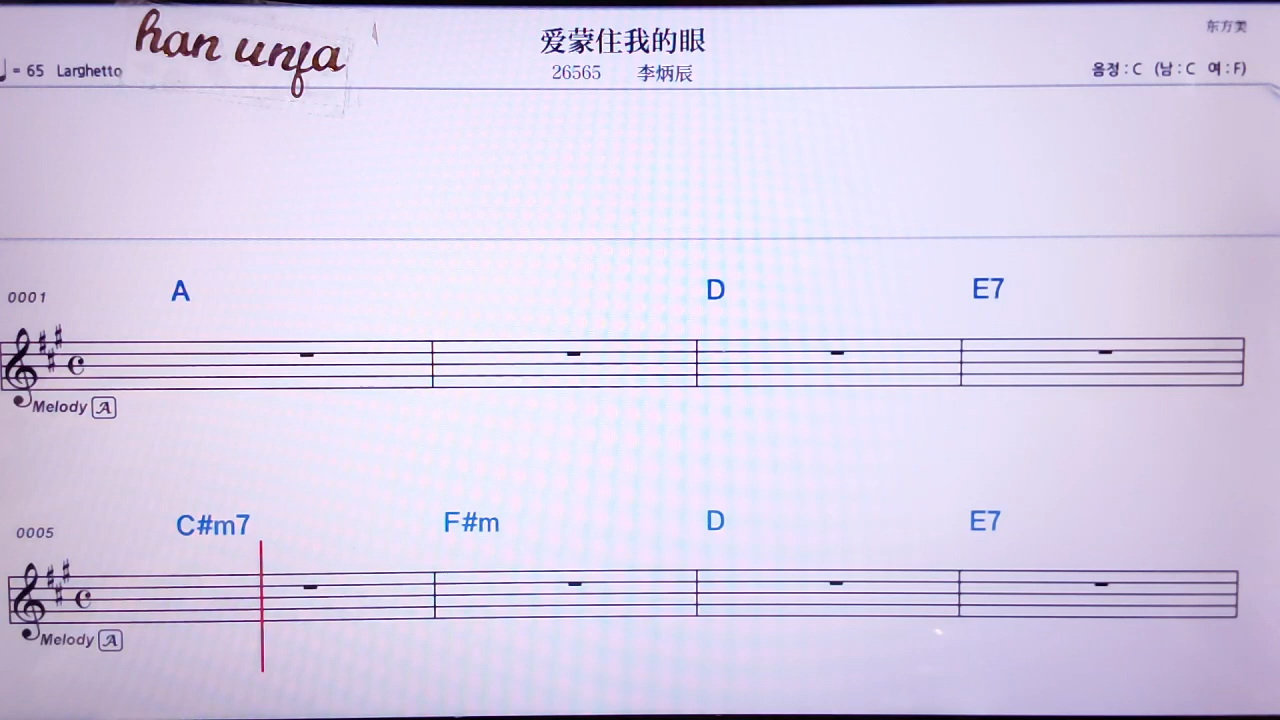 han unfa
爱蒙住我的眼
东方美
♩ = 65 Larghetto
26565 李炳辰
음정 : C (남 : C 여 : F)
0001 A D E7
Melody A
0005 C#m7 F#m D E7
Melody A